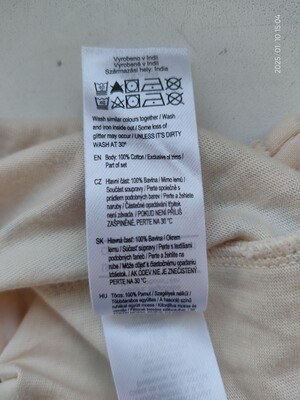 2025/01/10 15:04
Vyrobeno v Indii
Vyrobené v Indii
Származási hely: India
Wash similar colours together / Wash
and iron inside out / Some loss of
glitter may occur / UNLESS IT'S DIRTY
WASH AT 30°
EN Body: 100% Cotton / Exclusive of trims /
Part of set
CZ Hlavní část: 100% Bavlna / Mimo lemů /
Součást soupravy / Perte společně s
prádlem podobných barev / Perte a žehlete
naruby / Částečné opadávání třpytek
není závada. / POKUD NENÍ PŘÍLIŠ
ZAŠPINĚNÉ, PERTE NA 30 °C
SK Hlavná časť: 100% Bavlna / Okrem
lemu / Súčasť súpravy / Perte s textíliami
podobných farieb / Perte a žehlite na
rube / Môže dôjsť k čiastočnému opadaniu
trblietok. / AK ODEV NIE JE ZNEČISTENÝ
PERTE NA 30°C
HU Törzs: 100% Pamut / Szegélyek nélkül /